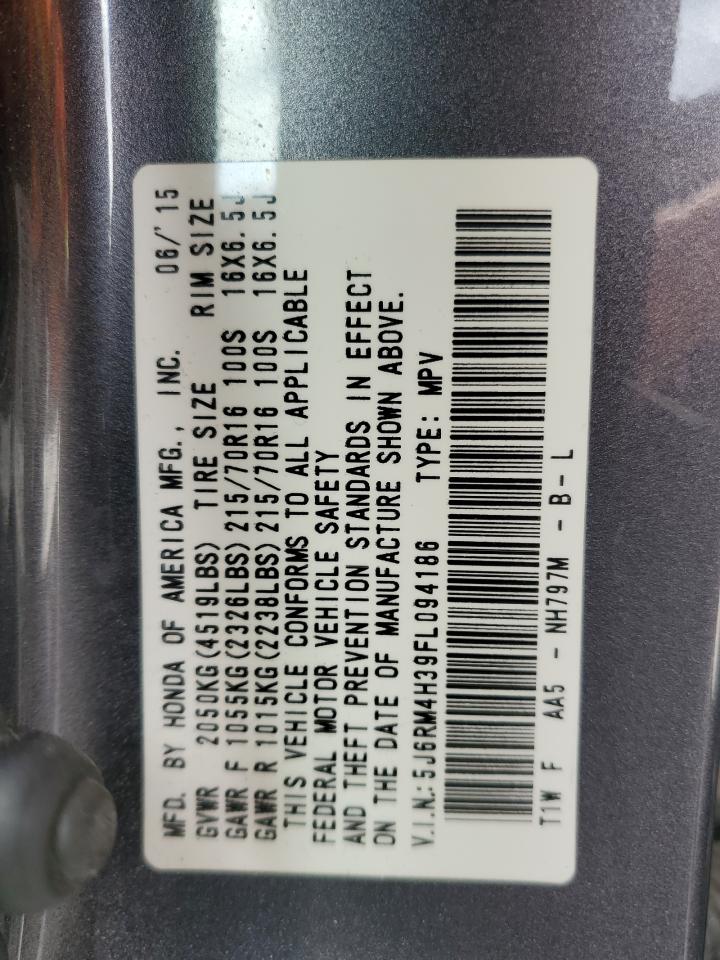 MFD. BY HONDA OF AMERICA MFG., INC. 06/'15
GVWR 2050KG(4519LBS) TIRE SIZE RIM SIZE
GAWR F 1055KG(2326LBS) 215/70R16 100S 16X6.5J
GAWR R 1015KG(2238LBS) 215/70R16 100S 16X6.5J
THIS VEHICLE CONFORMS TO ALL APPLICABLE
FEDERAL MOTOR VEHICLE SAFETY
AND THEFT PREVENTION STANDARDS IN EFFECT
ON THE DATE OF MANUFACTURE SHOWN ABOVE.
V.I.N.:5J6RM4H39FL094186 TYPE: MPV
T1W F AA5 - NH797M - B - L